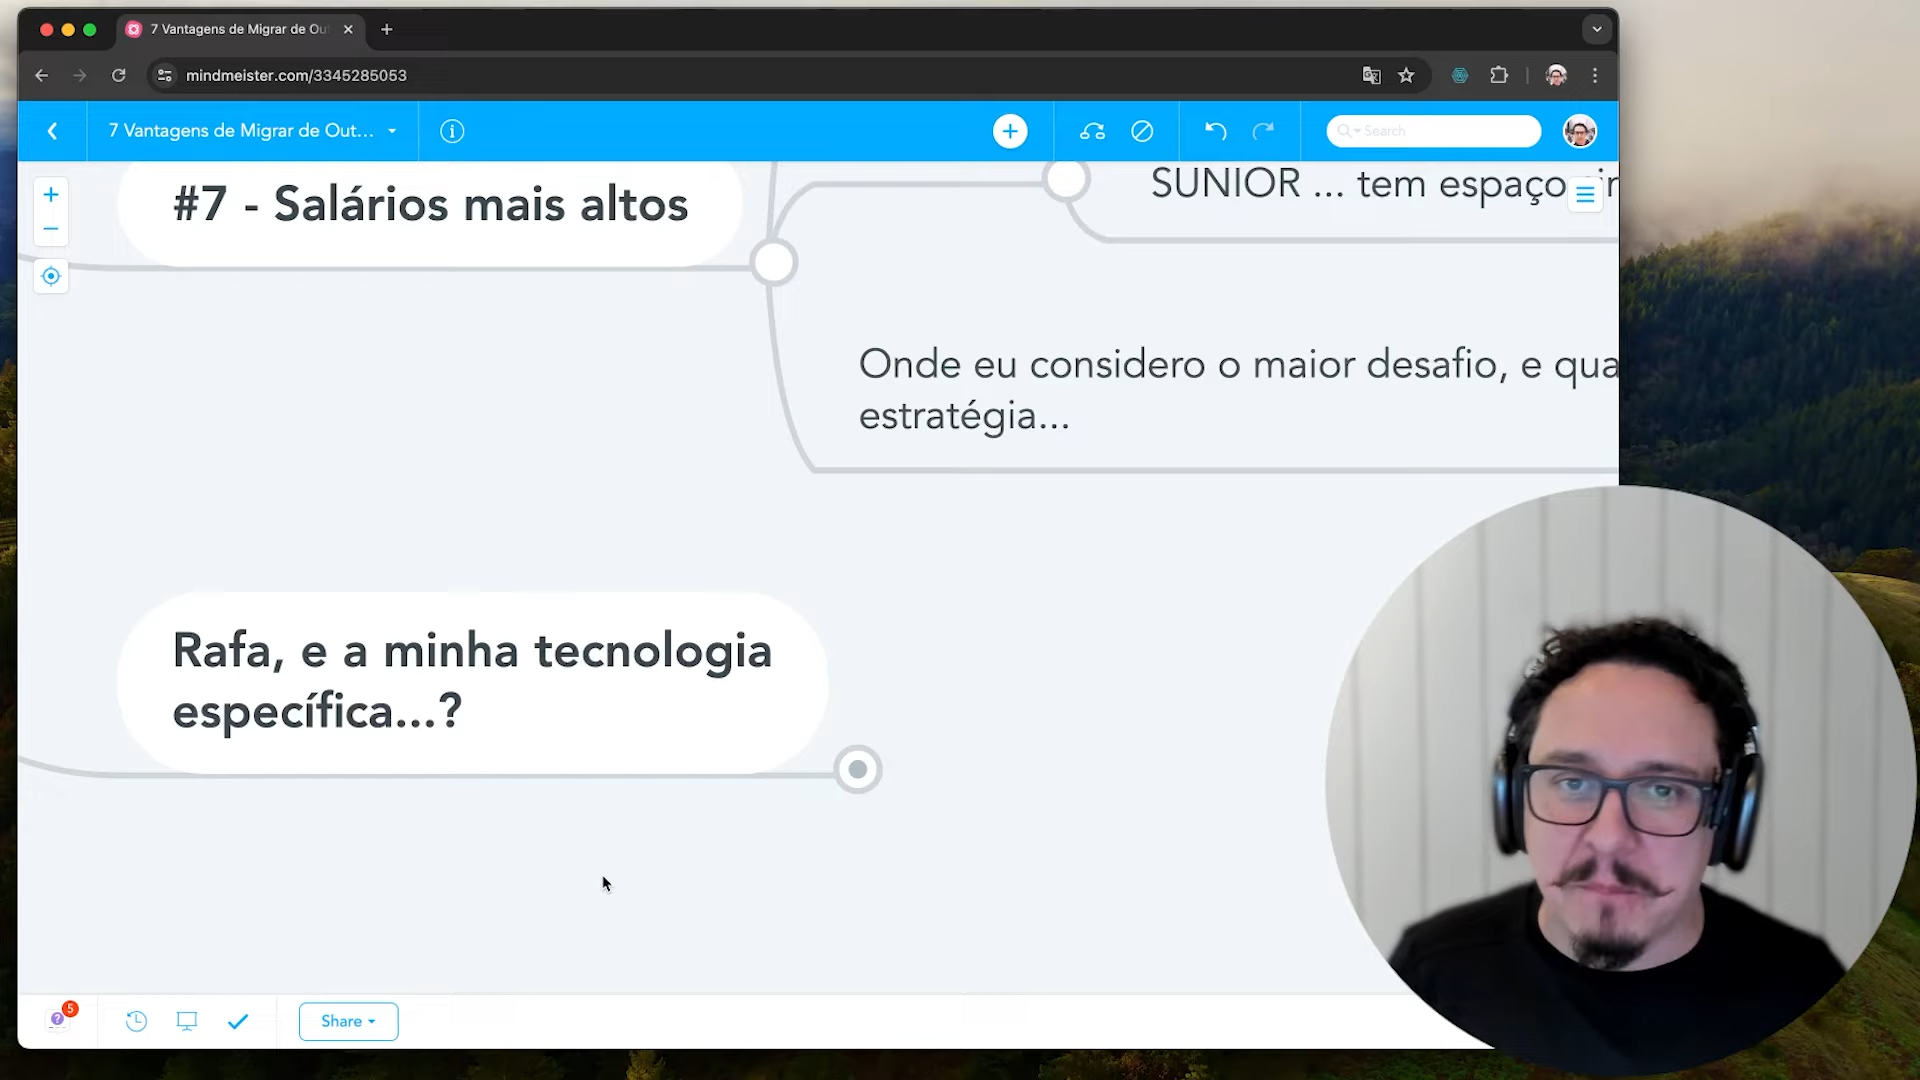 7 Vantagens de Migrar de Ou
mindmeister.com/3345285053
7 Vantagens de Migrar de Out...
Search
#7 - Salários mais altos
SUNIOR ... tem espaço
Onde eu considero o maior desafio, e qua
estratégia...
Rafa, e a minha tecnologia
específica...?
5
Share